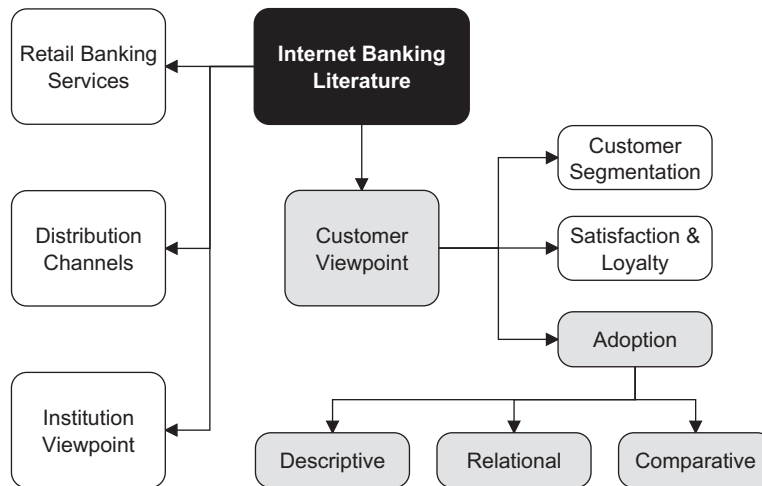 Retail Banking
Services
Internet Banking
Literature
Customer
Segmentation
Distribution
Channels
Customer
Viewpoint
Satisfaction &
Loyalty
Adoption
Institution
Viewpoint
Descriptive
Relational
Comparative